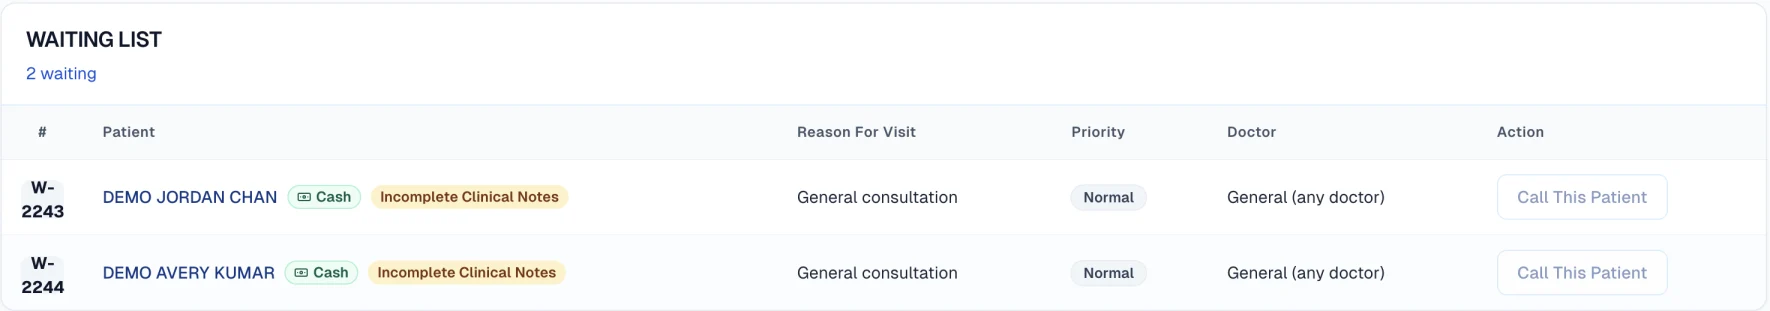 WAITING LIST
2 waiting
# Patient Reason For Visit Priority Doctor Action
W-2243 DEMO JORDAN CHAN Cash Incomplete Clinical Notes General consultation Normal General (any doctor) Call This Patient
W-2244 DEMO AVERY KUMAR Cash Incomplete Clinical Notes General consultation Normal General (any doctor) Call This Patient